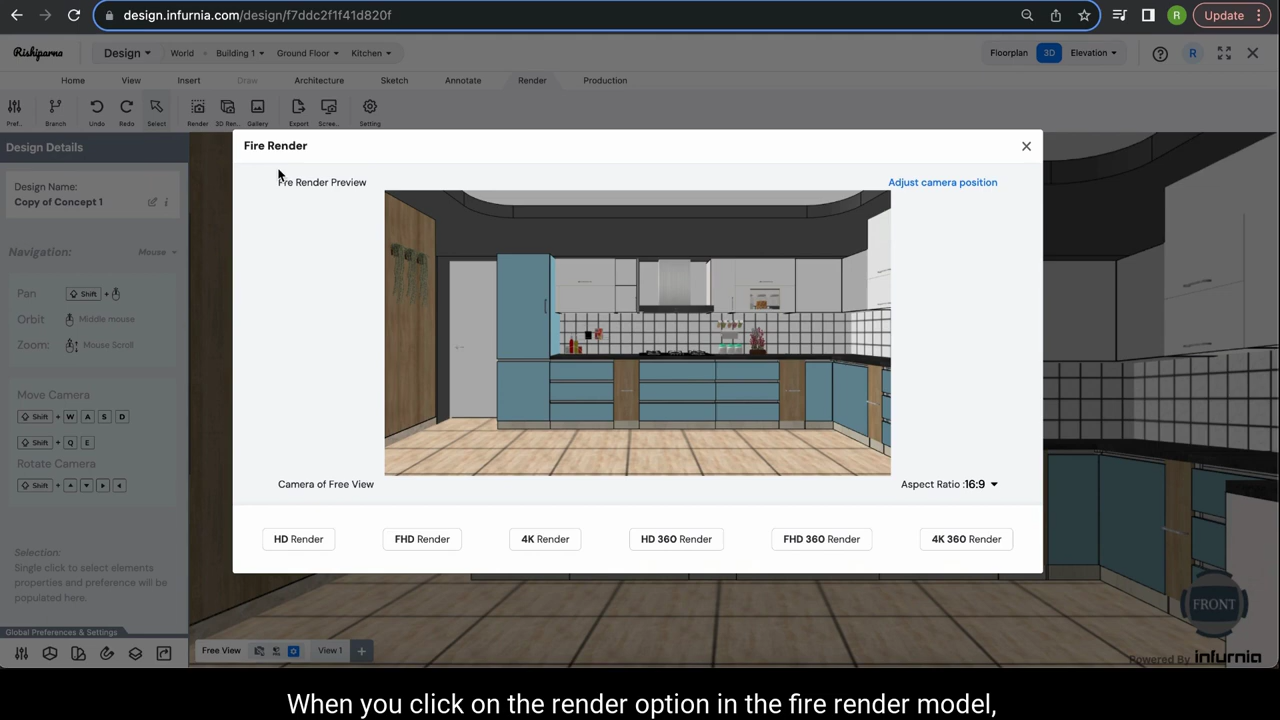 design.infurnia.com/design/f7ddc2f1f41d820f
R
Update
Rishiparna
Design
World
Building 1
Ground Floor
Kitchen
Floorplan
3D
Elevation
R
Home
View
Insert
Draw
Architecture
Sketch
Annotate
Render
Production
Pref..
Branch
Undo
Redo
Select
Render
3D Ren..
Gallery
Export
Scree..
Setting
Design Details
Design Name:
Copy of Concept 1
Navigation:
Mouse
Pan
Shift +
Orbit
Middle mouse
Zoom:
Mouse Scroll
Move Camera
Shift + W A S D
Shift + Q E
Rotate Camera
Shift +
Selection:
Single click to select elements
properties and preference will be
populated here.
Global Preferences & Settings
Fire Render
Pre Render Preview
Adjust camera position
Camera of Free View
Aspect Ratio :16:9
HD Render
FHD Render
4K Render
HD 360 Render
FHD 360 Render
4K 360 Render
FRONT
Free View
View 1
+
Powered By infurnia
When you click on the render option in the fire render model,